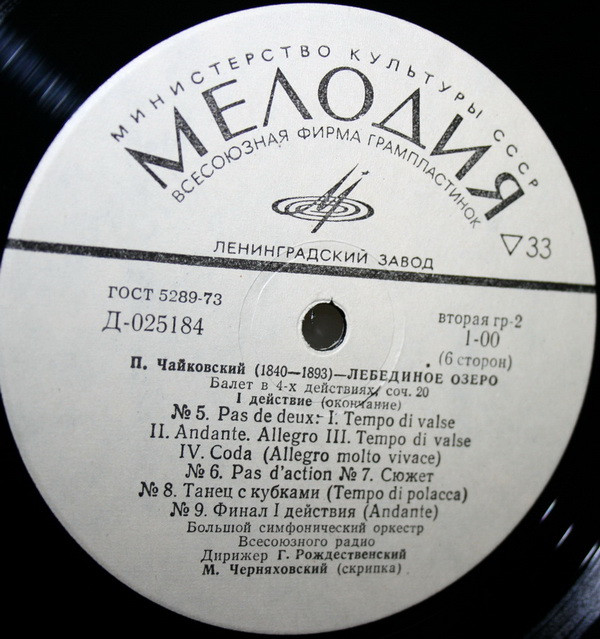 МИНИСТЕРСТВО КУЛЬТУРЫ СССР
МЕЛОДИЯ
ВСЕСОЮЗНАЯ ФИРМА ГРАМПЛАСТИНОК
ЛЕНИНГРАДСКИЙ ЗАВОД
▽33
ГОСТ 5289-73
Д-025184
вторая гр-2
1-00
(6 сторон)
П. Чайковский (1840—1893)—ЛЕБЕДИНОЕ ОЗЕРО
Балет в 4-х действиях, соч. 20
I действие (окончание)
№ 5. Pas de deux: I. Tempo di valse
II. Andante. Allegro III. Tempo di valse
IV. Coda (Allegro molto vivace)
№ 6. Pas d'action № 7. Сюжет
№ 8. Танец с кубками (Tempo di polacca)
№ 9. Финал I действия (Andante)
Большой симфонический оркестр
Всесоюзного радио
Дирижер Г. Рождественский
М. Черняховский (скрипка)